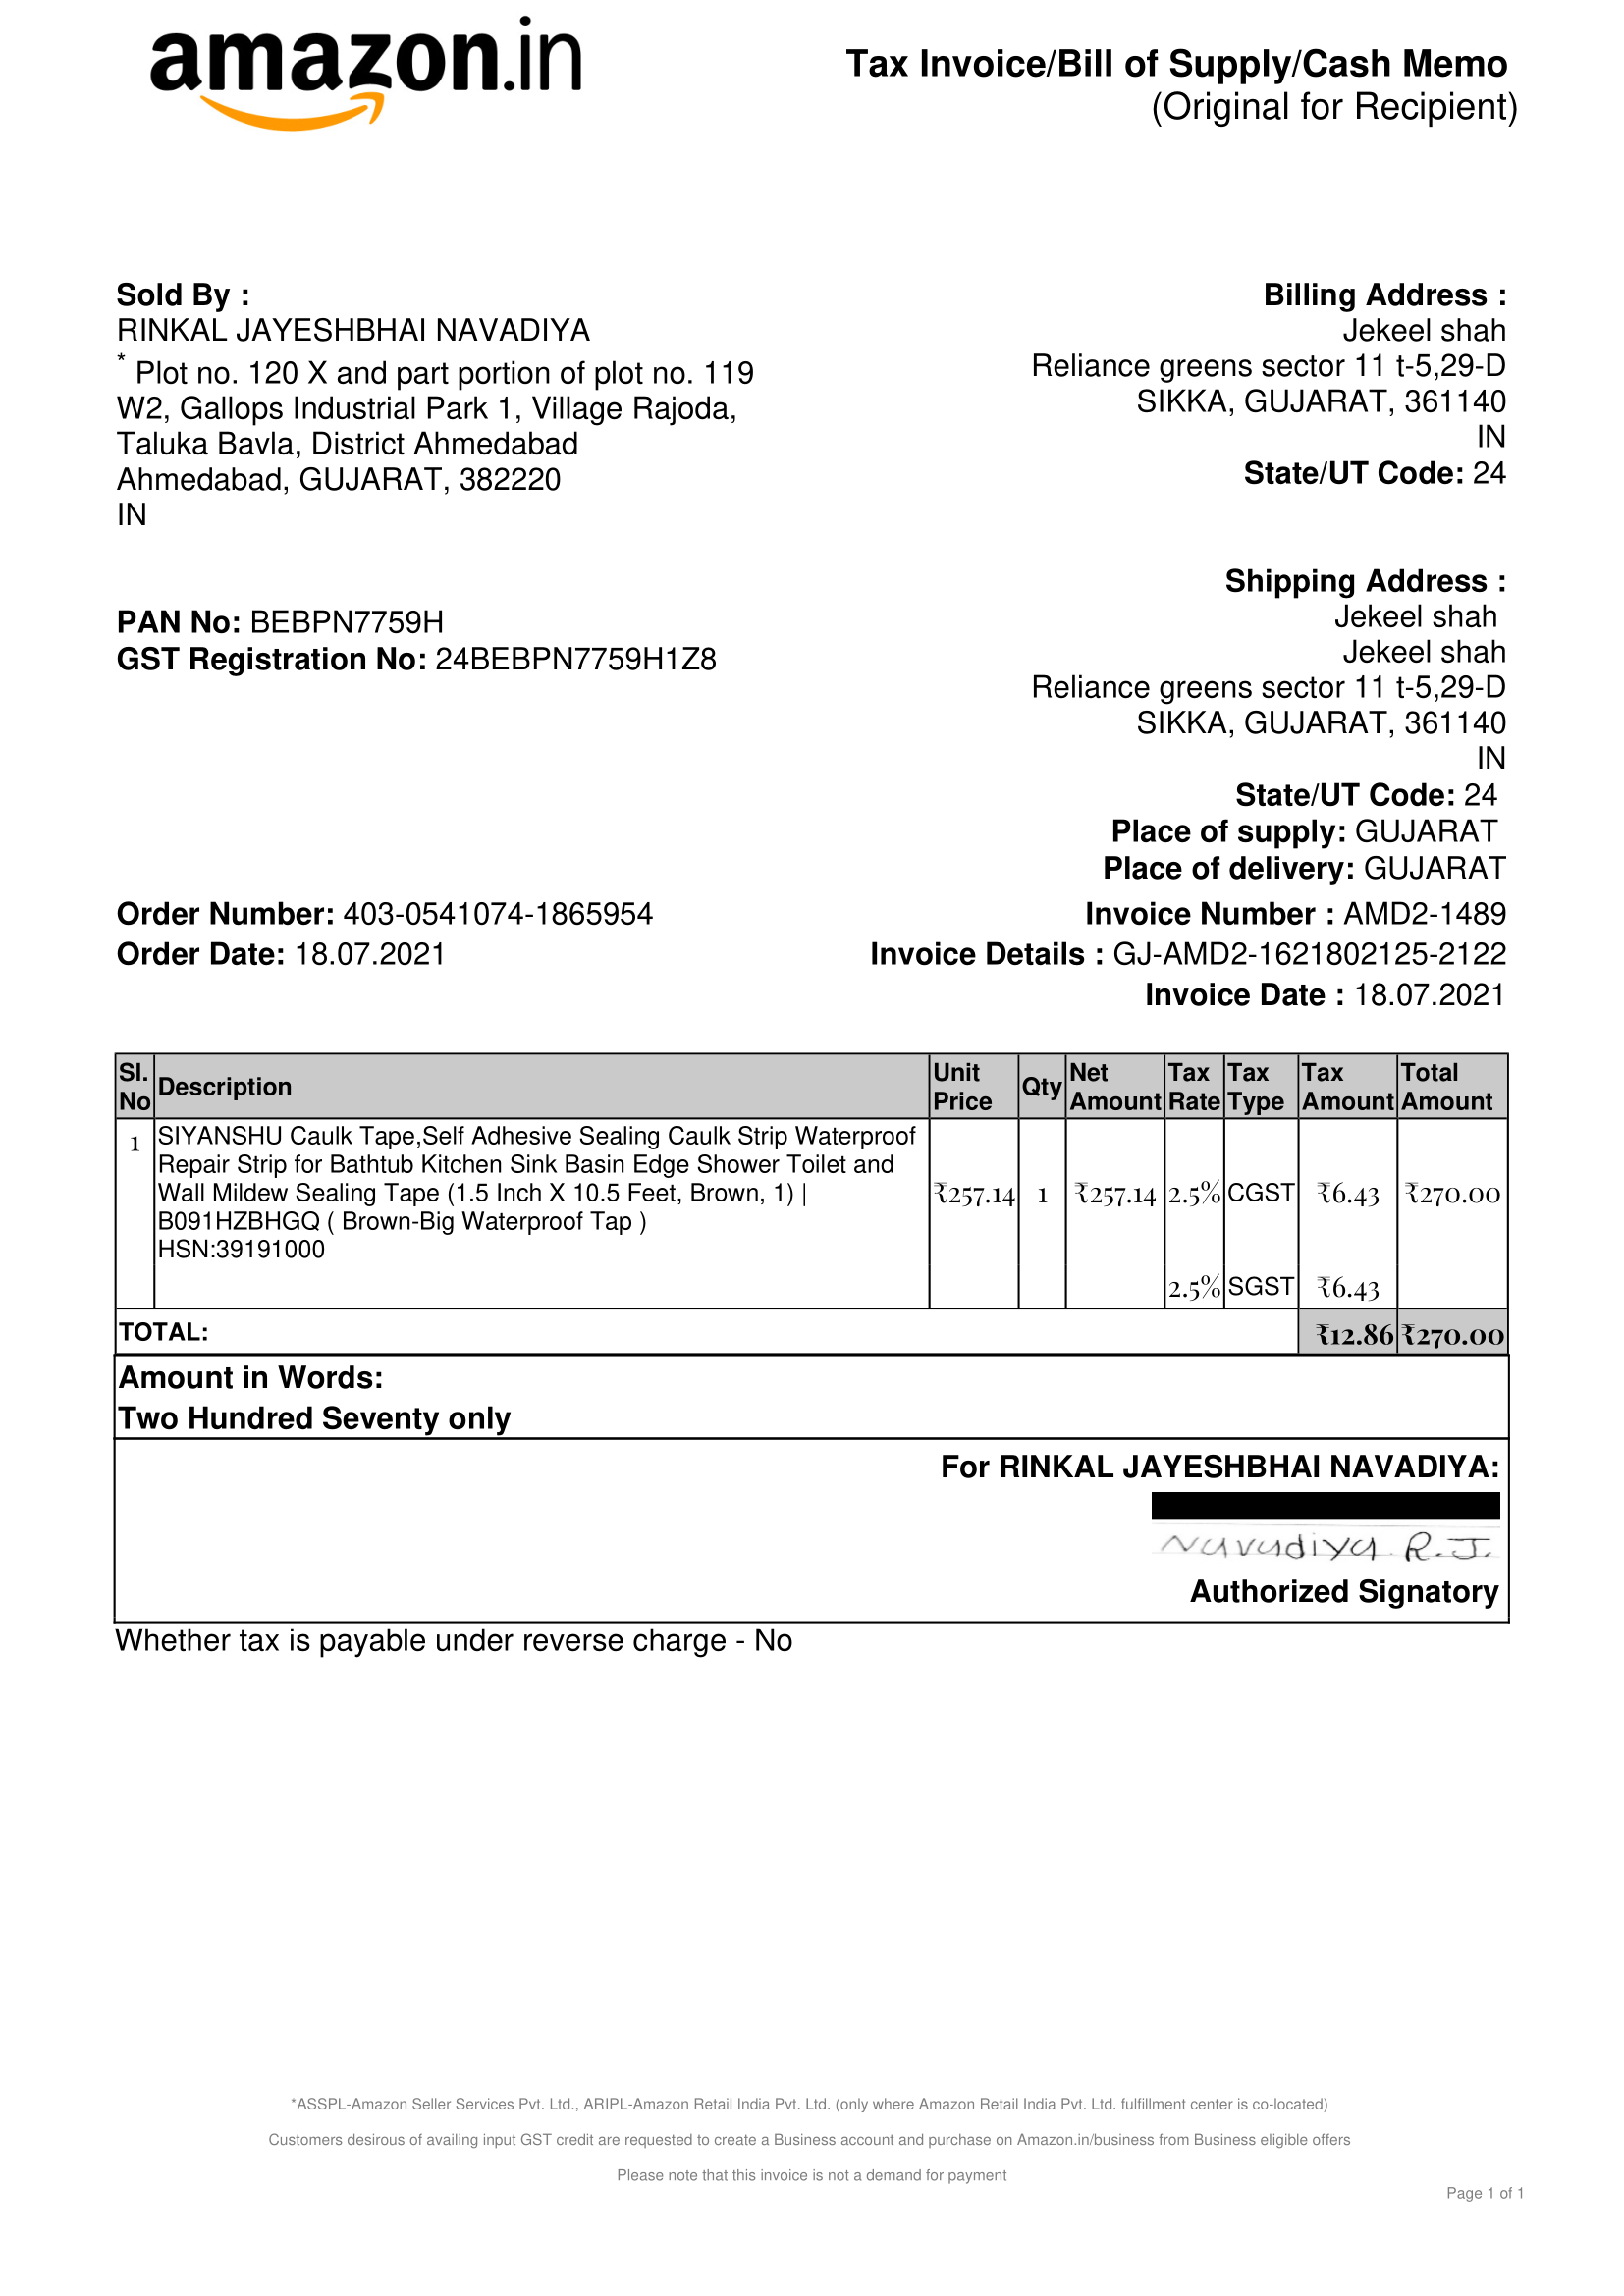 amazon.in
Tax Invoice/Bill of Supply/Cash Memo
(Original for Recipient)
Sold By :
RINKAL JAYESHBHAI NAVADIYA
* Plot no. 120 X and part portion of plot no. 119
W2, Gallops Industrial Park 1, Village Rajoda,
Taluka Bavla, District Ahmedabad
Ahmedabad, GUJARAT, 382220
IN
Billing Address :
Jekeel shah
Reliance greens sector 11 t-5,29-D
SIKKA, GUJARAT, 361140
IN
State/UT Code: 24
PAN No: BEBPN7759H
GST Registration No: 24BEBPN7759H1Z8
Shipping Address :
Jekeel shah
Jekeel shah
Reliance greens sector 11 t-5,29-D
SIKKA, GUJARAT, 361140
IN
State/UT Code: 24
Place of supply: GUJARAT
Place of delivery: GUJARAT
Order Number: 403-0541074-1865954
Order Date: 18.07.2021
Invoice Number : AMD2-1489
Invoice Details : GJ-AMD2-1621802125-2122
Invoice Date : 18.07.2021
Sl. No Description Unit Price Qty Net Amount Tax Rate Tax Type Tax Amount Total Amount
1 SIYANSHU Caulk Tape,Self Adhesive Sealing Caulk Strip Waterproof
Repair Strip for Bathtub Kitchen Sink Basin Edge Shower Toilet and
Wall Mildew Sealing Tape (1.5 Inch X 10.5 Feet, Brown, 1) | ₹257.14 1 ₹257.14 2.5% CGST ₹6.43 ₹270.00
B091HZBHGQ ( Brown-Big Waterproof Tap )
HSN:39191000
2.5% SGST ₹6.43
TOTAL: ₹12.86 ₹270.00
Amount in Words:
Two Hundred Seventy only
For RINKAL JAYESHBHAI NAVADIYA:
Navadiya R.J.
Authorized Signatory
Whether tax is payable under reverse charge - No
*ASSPL-Amazon Seller Services Pvt. Ltd., ARIPL-Amazon Retail India Pvt. Ltd. (only where Amazon Retail India Pvt. Ltd. fulfillment center is co-located)
Customers desirous of availing input GST credit are requested to create a Business account and purchase on Amazon.in/business from Business eligible offers
Please note that this invoice is not a demand for payment
Page 1 of 1